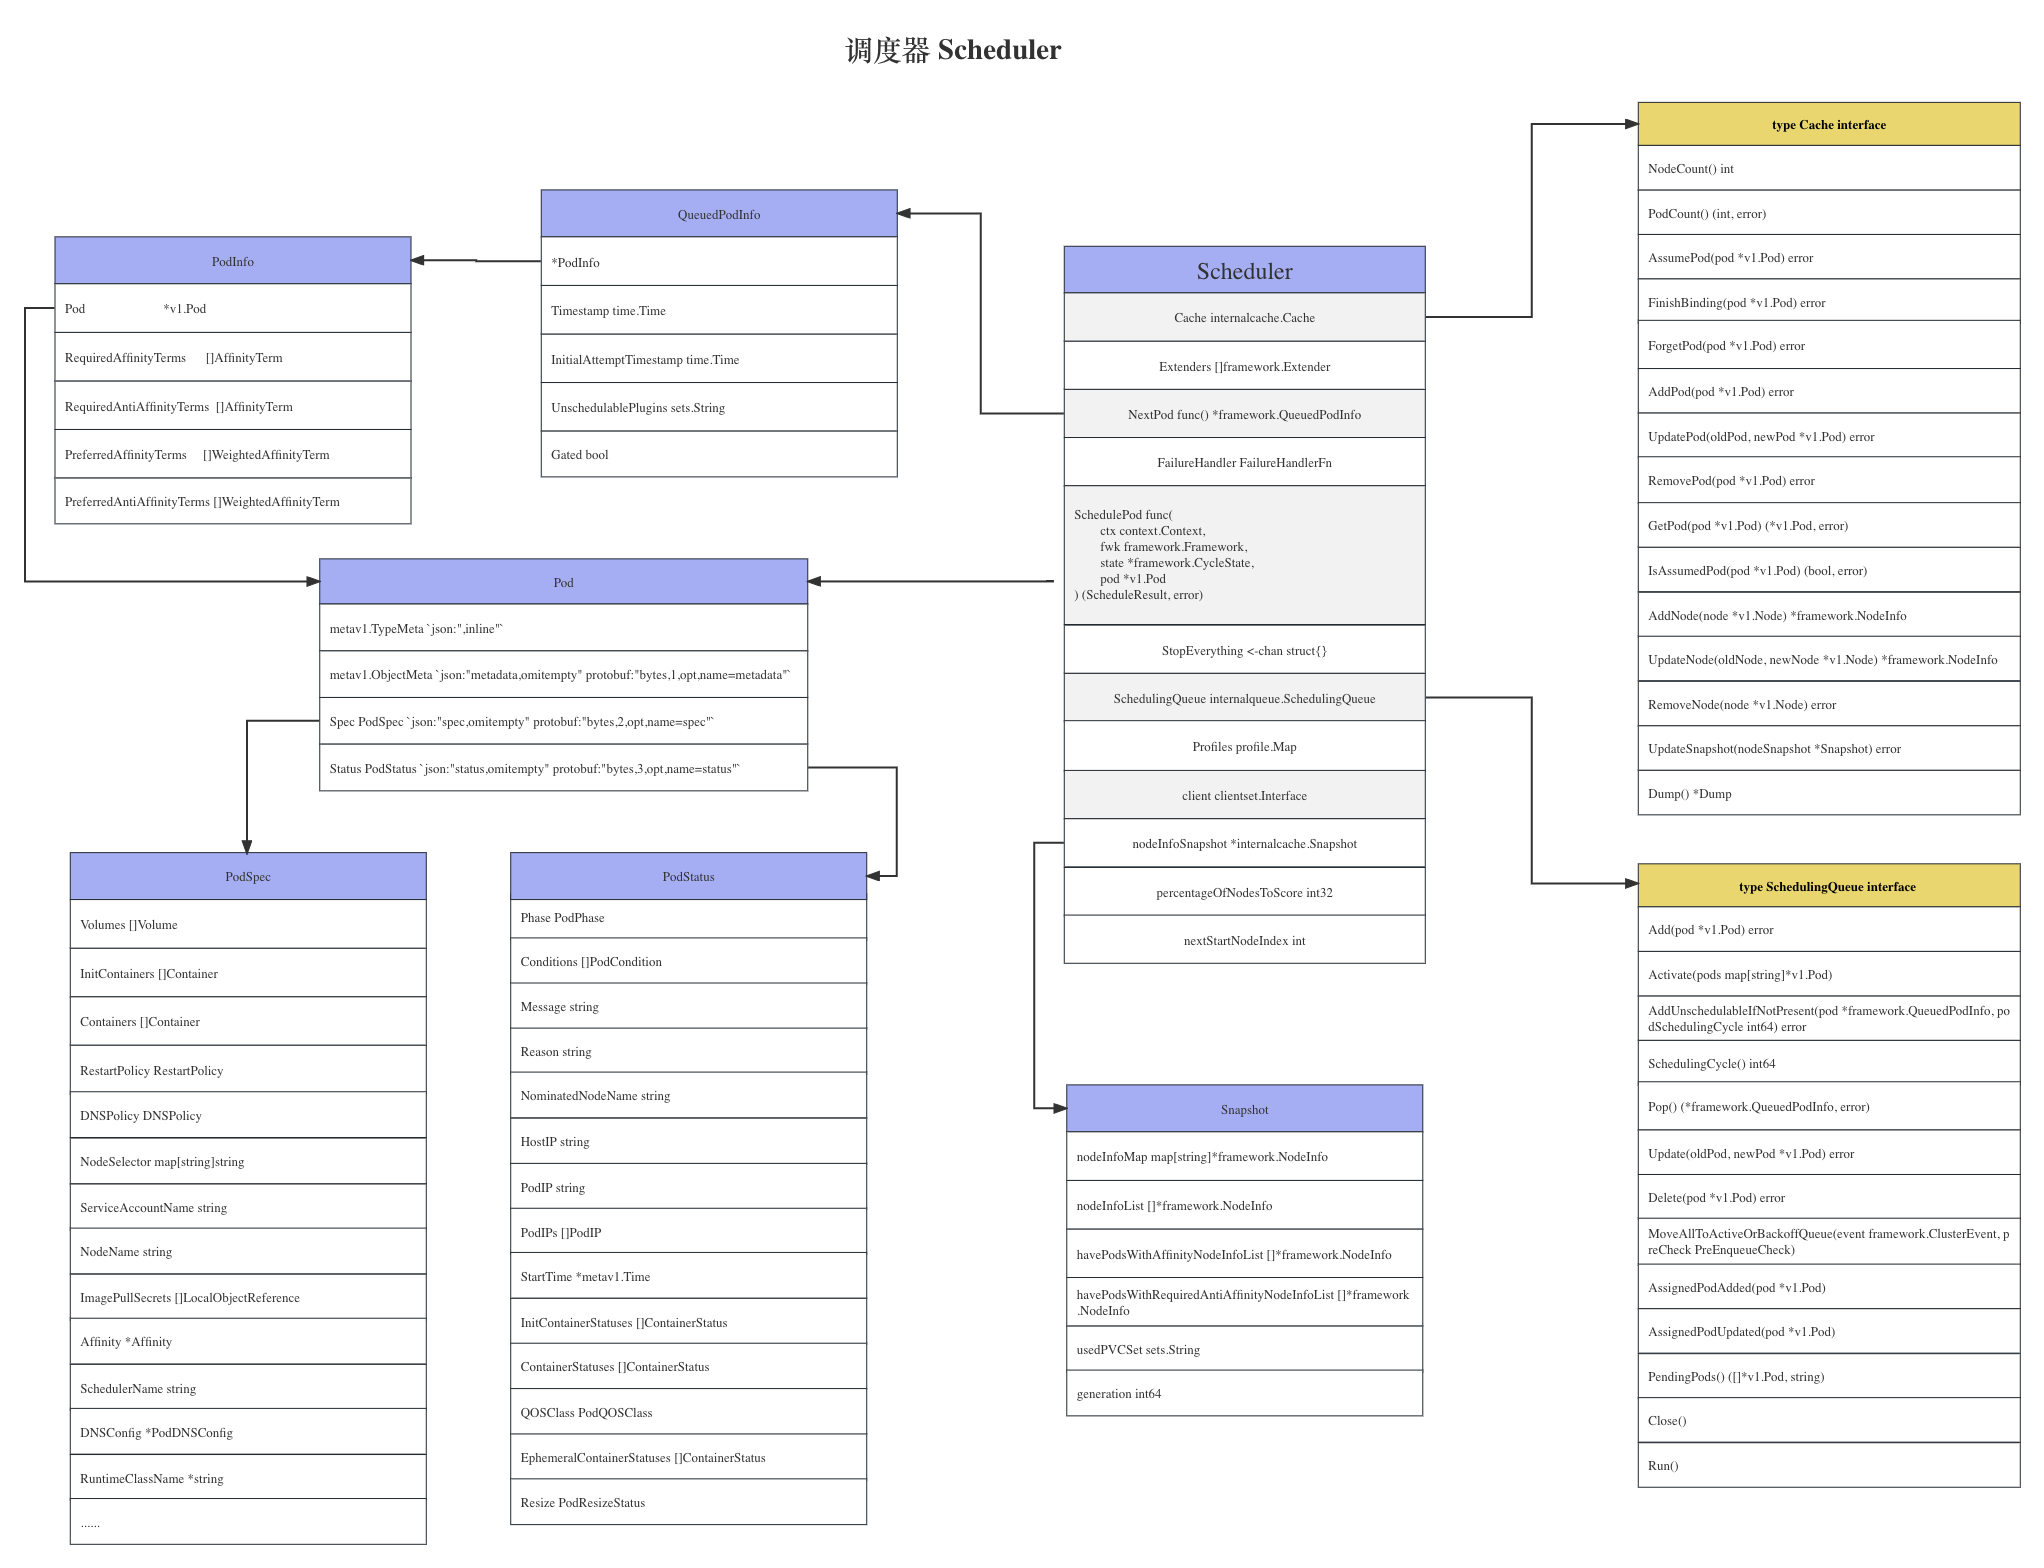 调度器 Scheduler
PodInfo
Pod *v1.Pod
RequiredAffinityTerms []AffinityTerm
RequiredAntiAffinityTerms []AffinityTerm
PreferredAffinityTerms []WeightedAffinityTerm
PreferredAntiAffinityTerms []WeightedAffinityTerm
QueuedPodInfo
*PodInfo
Timestamp time.Time
InitialAttemptTimestamp time.Time
UnschedulablePlugins sets.String
Gated bool
Scheduler
Cache internalcache.Cache
Extenders []framework.Extender
NextPod func() *framework.QueuedPodInfo
FailureHandler FailureHandlerFn
SchedulePod func(
ctx context.Context,
fwk framework.Framework,
state *framework.CycleState,
pod *v1.Pod
) (ScheduleResult, error)
StopEverything <-chan struct{}
SchedulingQueue internalqueue.SchedulingQueue
Profiles profile.Map
client clientset.Interface
nodeInfoSnapshot *internalcache.Snapshot
percentageOfNodesToScore int32
nextStartNodeIndex int
type Cache interface
NodeCount() int
PodCount() (int, error)
AssumePod(pod *v1.Pod) error
FinishBinding(pod *v1.Pod) error
ForgetPod(pod *v1.Pod) error
AddPod(pod *v1.Pod) error
UpdatePod(oldPod, newPod *v1.Pod) error
RemovePod(pod *v1.Pod) error
GetPod(pod *v1.Pod) (*v1.Pod, error)
IsAssumedPod(pod *v1.Pod) (bool, error)
AddNode(node *v1.Node) *framework.NodeInfo
UpdateNode(oldNode, newNode *v1.Node) *framework.NodeInfo
RemoveNode(node *v1.Node) error
UpdateSnapshot(nodeSnapshot *Snapshot) error
Dump() *Dump
Pod
metav1.TypeMeta `json:",inline"`
metav1.ObjectMeta `json:"metadata,omitempty" protobuf:"bytes,1,opt,name=metadata"`
Spec PodSpec `json:"spec,omitempty" protobuf:"bytes,2,opt,name=spec"`
Status PodStatus `json:"status,omitempty" protobuf:"bytes,3,opt,name=status"`
PodSpec
Volumes []Volume
InitContainers []Container
Containers []Container
RestartPolicy RestartPolicy
DNSPolicy DNSPolicy
NodeSelector map[string]string
ServiceAccountName string
NodeName string
ImagePullSecrets []LocalObjectReference
Affinity *Affinity
SchedulerName string
DNSConfig *PodDNSConfig
RuntimeClassName *string
......
PodStatus
Phase PodPhase
Conditions []PodCondition
Message string
Reason string
NominatedNodeName string
HostIP string
PodIP string
PodIPs []PodIP
StartTime *metav1.Time
InitContainerStatuses []ContainerStatus
ContainerStatuses []ContainerStatus
QOSClass PodQOSClass
EphemeralContainerStatuses []ContainerStatus
Resize PodResizeStatus
Snapshot
nodeInfoMap map[string]*framework.NodeInfo
nodeInfoList []*framework.NodeInfo
havePodsWithAffinityNodeInfoList []*framework.NodeInfo
havePodsWithRequiredAntiAffinityNodeInfoList []*framework
.NodeInfo
usedPVCSet sets.String
generation int64
type SchedulingQueue interface
Add(pod *v1.Pod) error
Activate(pods map[string]*v1.Pod)
AddUnschedulableIfNotPresent(pod *framework.QueuedPodInfo, po
dSchedulingCycle int64) error
SchedulingCycle() int64
Pop() (*framework.QueuedPodInfo, error)
Update(oldPod, newPod *v1.Pod) error
Delete(pod *v1.Pod) error
MoveAllToActiveOrBackoffQueue(event framework.ClusterEvent, p
reCheck PreEnqueueCheck)
AssignedPodAdded(pod *v1.Pod)
AssignedPodUpdated(pod *v1.Pod)
PendingPods() ([]*v1.Pod, string)
Close()
Run()